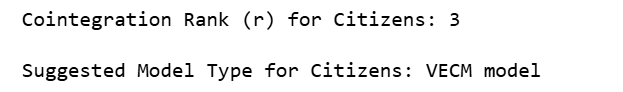 Cointegration Rank (r) for Citizens: 3
Suggested Model Type for Citizens: VECM model